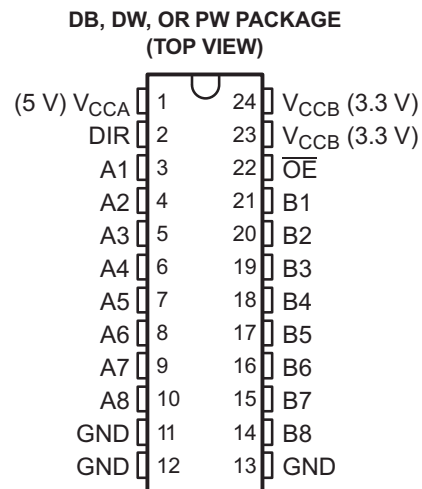 DB, DW, OR PW PACKAGE
(TOP VIEW)
(5 V) VCCA 1 24 VCCB (3.3 V)
DIR 2 23 VCCB (3.3 V)
A1 3 22 O̅E̅
A2 4 21 B1
A3 5 20 B2
A4 6 19 B3
A5 7 18 B4
A6 8 17 B5
A7 9 16 B6
A8 10 15 B7
GND 11 14 B8
GND 12 13 GND